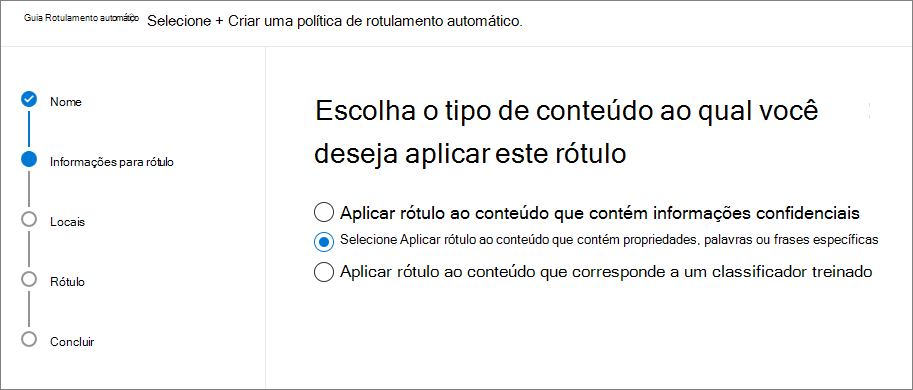 Guia Rotulamento automático Selecione + Criar uma política de rotulamento automático.
Nome
Informações para rótulo
Locais
Rótulo
Concluir
Escolha o tipo de conteúdo ao qual você
deseja aplicar este rótulo
Aplicar rótulo ao conteúdo que contém informações confidenciais
Selecione Aplicar rótulo ao conteúdo que contém propriedades, palavras ou frases específicas
Aplicar rótulo ao conteúdo que corresponde a um classificador treinado